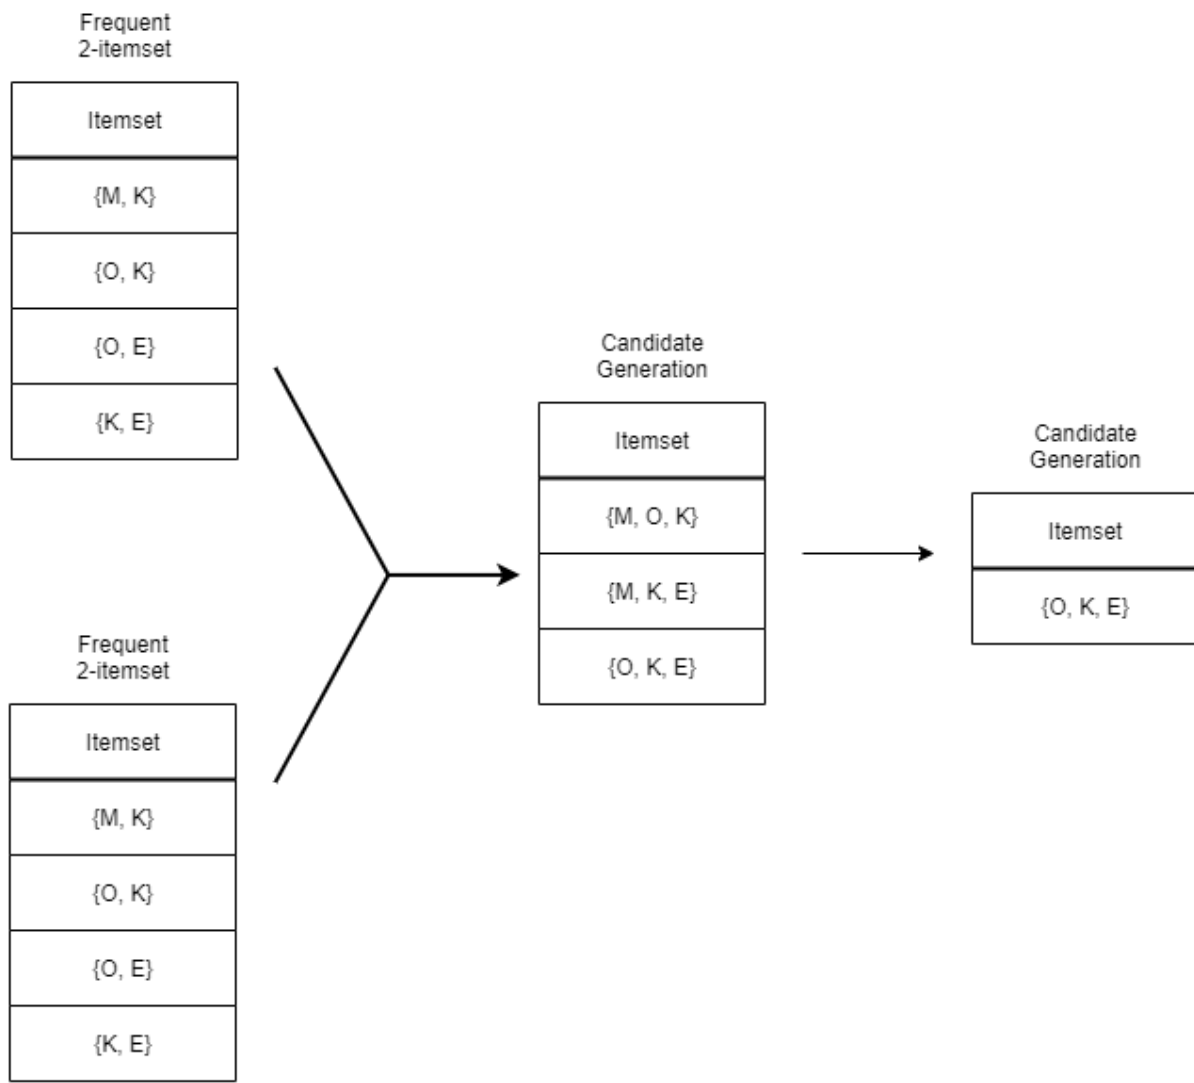 Frequent
2-itemset
Itemset
{M, K}
{O, K}
{O, E}
{K, E}
Frequent
2-itemset
Itemset
{M, K}
{O, K}
{O, E}
{K, E}
Candidate
Generation
Itemset
{M, O, K}
{M, K, E}
{O, K, E}
Candidate
Generation
Itemset
{O, K, E}